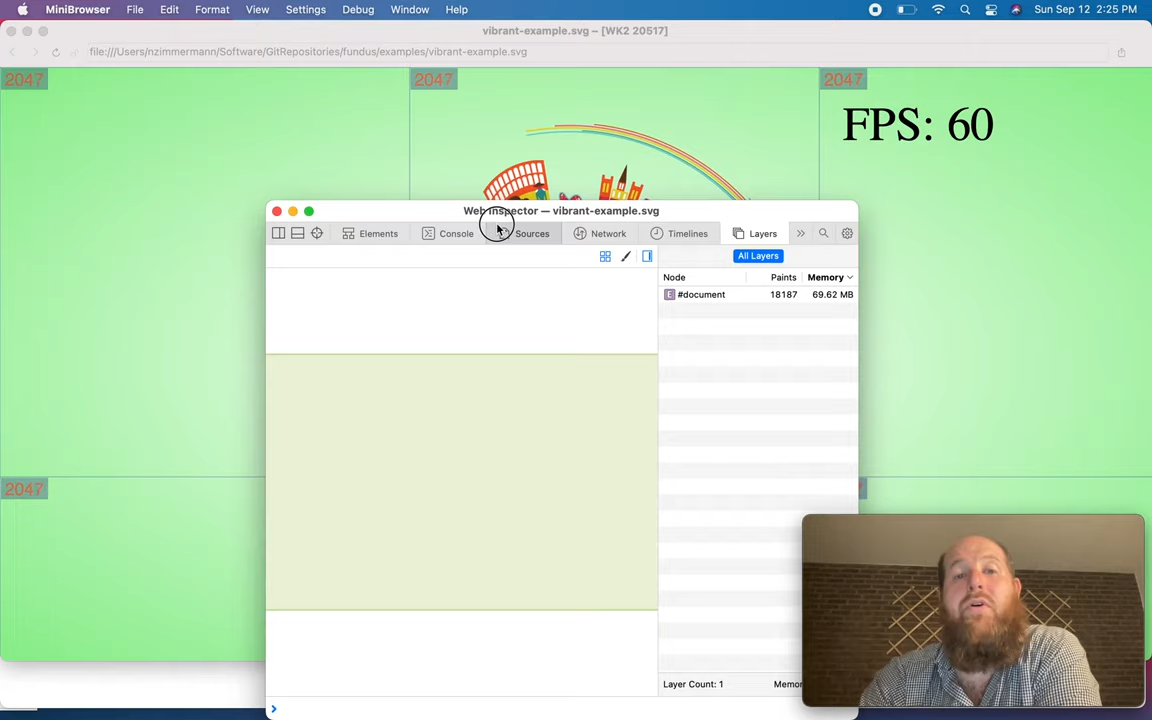 MiniBrowser File Edit Format View Settings Debug Window Help Sun Sep 12 2:25 PM
vibrant-example.svg – [WK2 20517]
file:///Users/nzimmermann/Software/GitRepositories/fundus/examples/vibrant-example.svg
2047 2047 2047
FPS: 60
Web Inspector — vibrant-example.svg
Elements Console Sources Network Timelines Layers
All Layers
Node Paints Memory
E #document 18187 69.62 MB
2047
Layer Count: 1